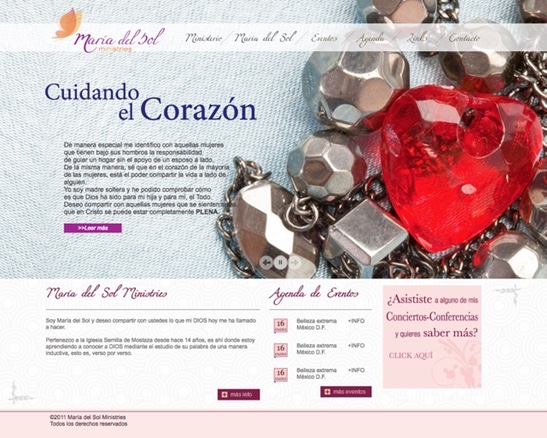 María del Sol
ministries
Ministerio / María del Sol / Eventos / Agenda / Links / Contacto
Cuidando
el Corazón
De manera especial me identifico con aquellas mujeres
que tienen bajo sus hombros la responsabilidad
de guiar un hogar sin el apoyo de un esposo a lado.
De la misma manera, sé que en el corazón de la mayoría
de las mujeres, está el poder compartir la vida a lado de
alguien.
Yo soy madre soltera y he podido comprobar cómo
es que Dios ha sido para mi hija y para mí, el Todo.
Deseo compartir con aquellas mujeres que se sienten
que en Cristo se puede estar completamente PLENA.
>>Leer más
María del Sol Ministries
Soy María del Sol y deseo compartir con ustedes lo que mi DIOS hoy me ha llamado
a hacer.
Pertenezco a la Iglesia Semilla de Mostaza desde hace 14 años, es ahí donde estoy
aprendiendo a conocer a DIOS mediante el estudio de su palabra de una manera
inductiva, esto es, verso por verso.
más info
Agenda de Eventos
16
Belleza extrema +INFO
México D.F.
16
Belleza extrema +INFO
México D.F.
16
Belleza extrema +INFO
México D.F.
más eventos
¿Asististe a alguno de mis
Conciertos-Conferencias
y quieres saber más?
CLICK AQUÍ
©2011 María del Sol Ministries
Todos los derechos reservados